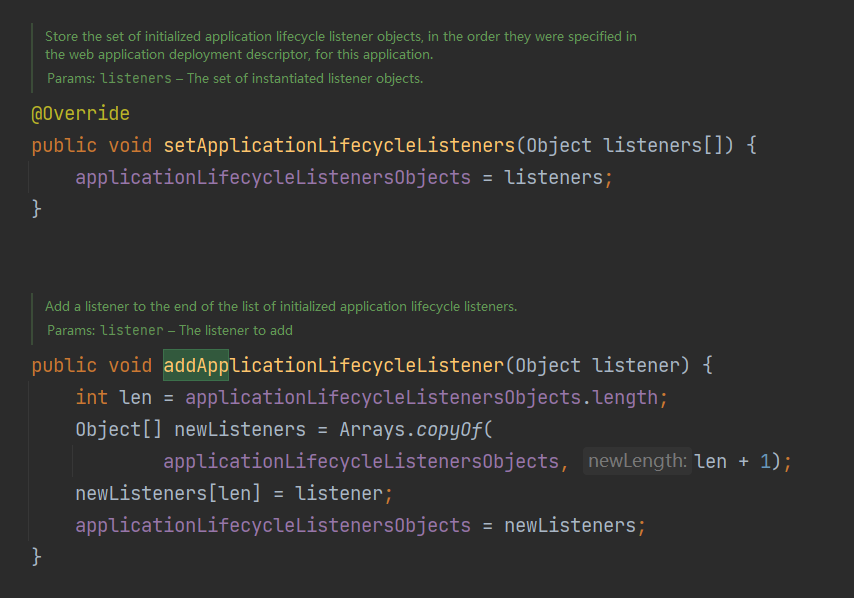 Store the set of initialized application lifecycle listener objects, in the order they were specified in
the web application deployment descriptor, for this application.
Params: listeners – The set of instantiated listener objects.
@Override
public void setApplicationLifecycleListeners(Object listeners[]) {
applicationLifecycleListenersObjects = listeners;
}
Add a listener to the end of the list of initialized application lifecycle listeners.
Params: listener – The listener to add
public void addApplicationLifecycleListener(Object listener) {
int len = applicationLifecycleListenersObjects.length;
Object[] newListeners = Arrays.copyOf(
applicationLifecycleListenersObjects, newLength: len + 1);
newListeners[len] = listener;
applicationLifecycleListenersObjects = newListeners;
}